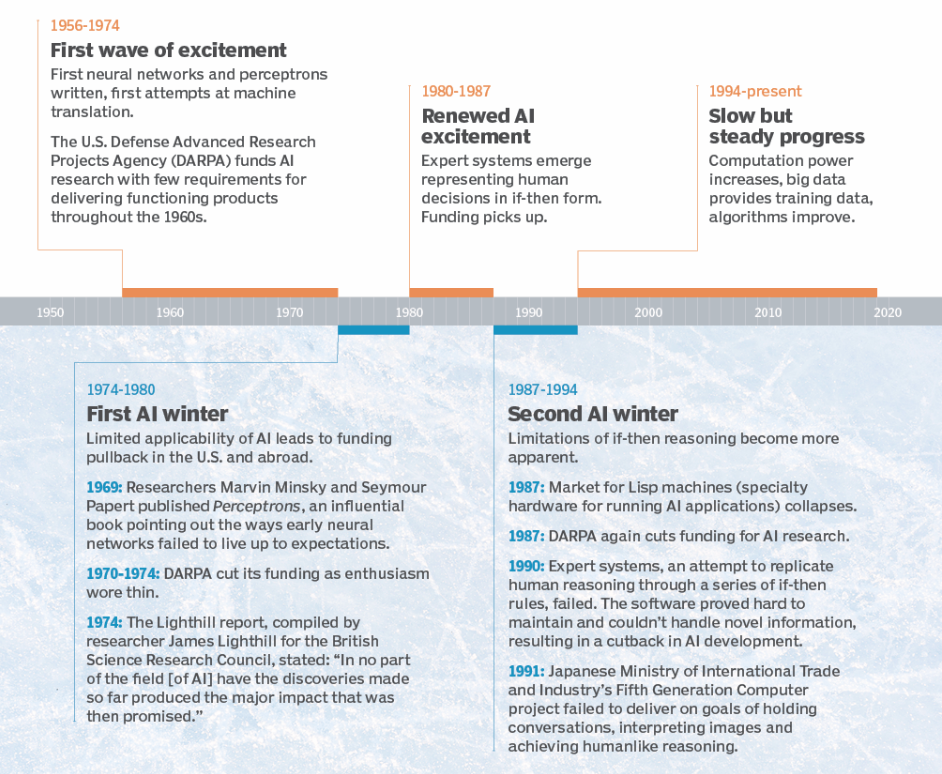 1956-1974
First wave of excitement
First neural networks and perceptrons
written, first attempts at machine
translation.
The U.S. Defense Advanced Research
Projects Agency (DARPA) funds AI
research with few requirements for
delivering functioning products
throughout the 1960s.
1980-1987
Renewed AI
excitement
Expert systems emerge
representing human
decisions in if-then form.
Funding picks up.
1994-present
Slow but
steady progress
Computation power
increases, big data
provides training data,
algorithms improve.
1950 1960 1970 1980 1990 2000 2010 2020
1974-1980
First AI winter
Limited applicability of AI leads to funding
pullback in the U.S. and abroad.
1969: Researchers Marvin Minsky and Seymour
Papert published Perceptrons, an influential
book pointing out the ways early neural
networks failed to live up to expectations.
1970-1974: DARPA cut its funding as enthusiasm
wore thin.
1974: The Lighthill report, compiled by
researcher James Lighthill for the British
Science Research Council, stated: “In no part
of the field [of AI] have the discoveries made
so far produced the major impact that was
then promised.”
1987-1994
Second AI winter
Limitations of if-then reasoning become more
apparent.
1987: Market for Lisp machines (specialty
hardware for running AI applications) collapses.
1987: DARPA again cuts funding for AI research.
1990: Expert systems, an attempt to replicate
human reasoning through a series of if-then
rules, failed. The software proved hard to
maintain and couldn’t handle novel information,
resulting in a cutback in AI development.
1991: Japanese Ministry of International Trade
and Industry’s Fifth Generation Computer
project failed to deliver on goals of holding
conversations, interpreting images and
achieving humanlike reasoning.